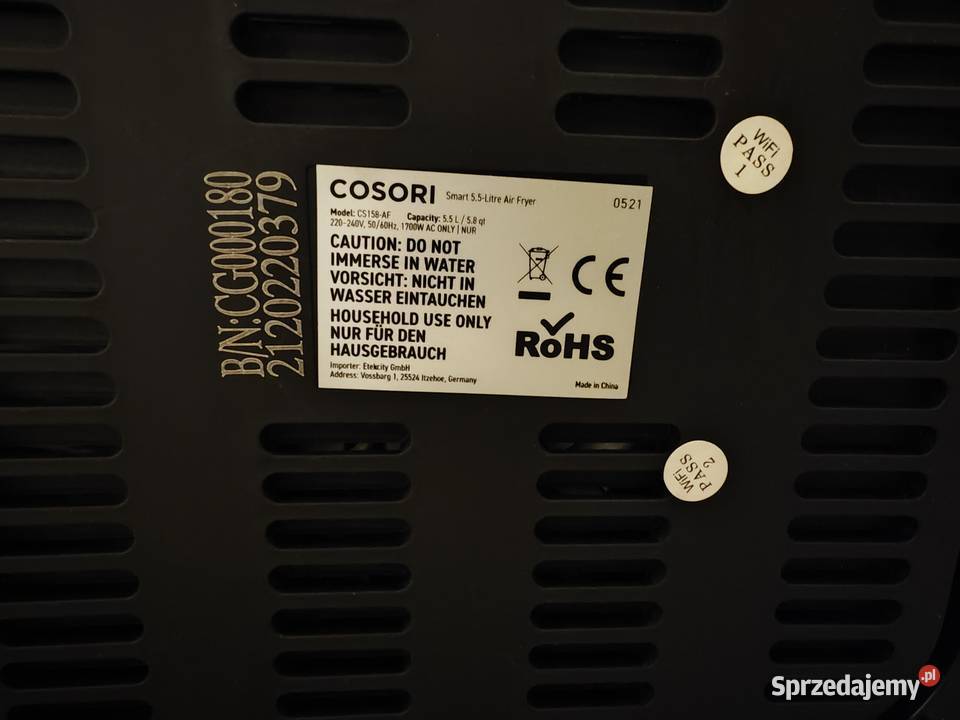 B/N:CG000180
2120220379
COSORI Smart 5.5-Litre Air Fryer 0521
Model: CS158-AF Capacity: 5.5 L / 5.8 qt
220-240V, 50/60Hz, 1700W AC ONLY | NUR
CAUTION: DO NOT
IMMERSE IN WATER
VORSICHT: NICHT IN
WASSER EINTAUCHEN
HOUSEHOLD USE ONLY
NUR FÜR DEN
HAUSGEBRAUCH
Importer: Etekcity GmbH
Address: Vossbarg 1, 25524 Itzehoe, Germany
CE
RoHS
Made in China
WiFi
PASS
1
WiFi
PASS
2
Sprzedajemy.pl